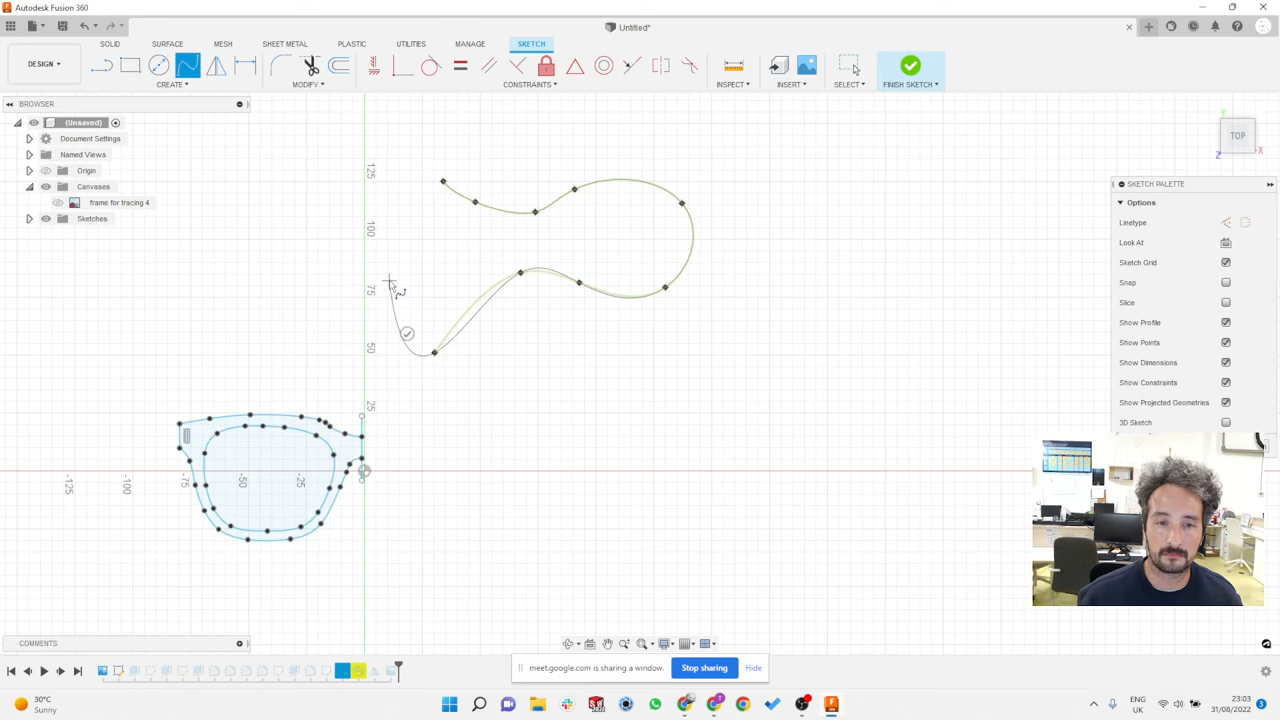 Autodesk Fusion 360
Untitled*
SOLID SURFACE MESH SHEET METAL PLASTIC UTILITIES MANAGE SKETCH
DESIGN
CREATE MODIFY CONSTRAINTS INSPECT INSERT SELECT FINISH SKETCH
BROWSER
(Unsaved)
Document Settings
Named Views
Origin
Canvases
frame for tracing 4
Sketches
TOP
Y
X
Z
SKETCH PALETTE
Options
Linetype
Look At
Sketch Grid
Snap
Slice
Show Profile
Show Points
Show Dimensions
Show Constraints
Show Projected Geometries
3D Sketch
125
100
75
50
25
-125 -100 -75 -50 -25
COMMENTS
meet.google.com is sharing a window. Stop sharing Hide
30°C
Sunny
ENG
UK
23:03
31/08/2022
3